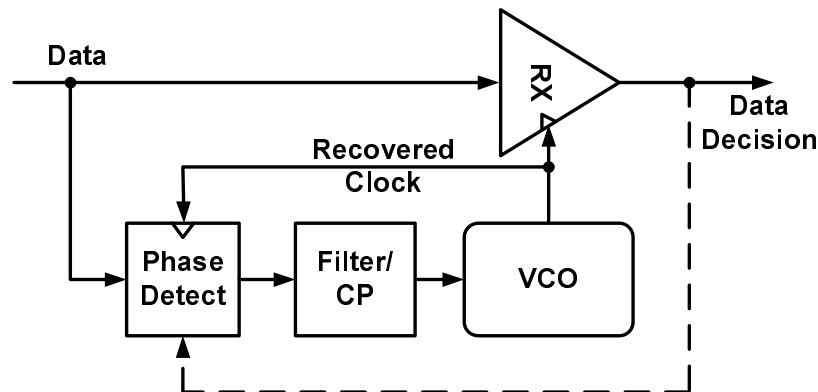 Data
RX
Data
Decision
Recovered
Clock
Phase
Detect
Filter/
CP
VCO